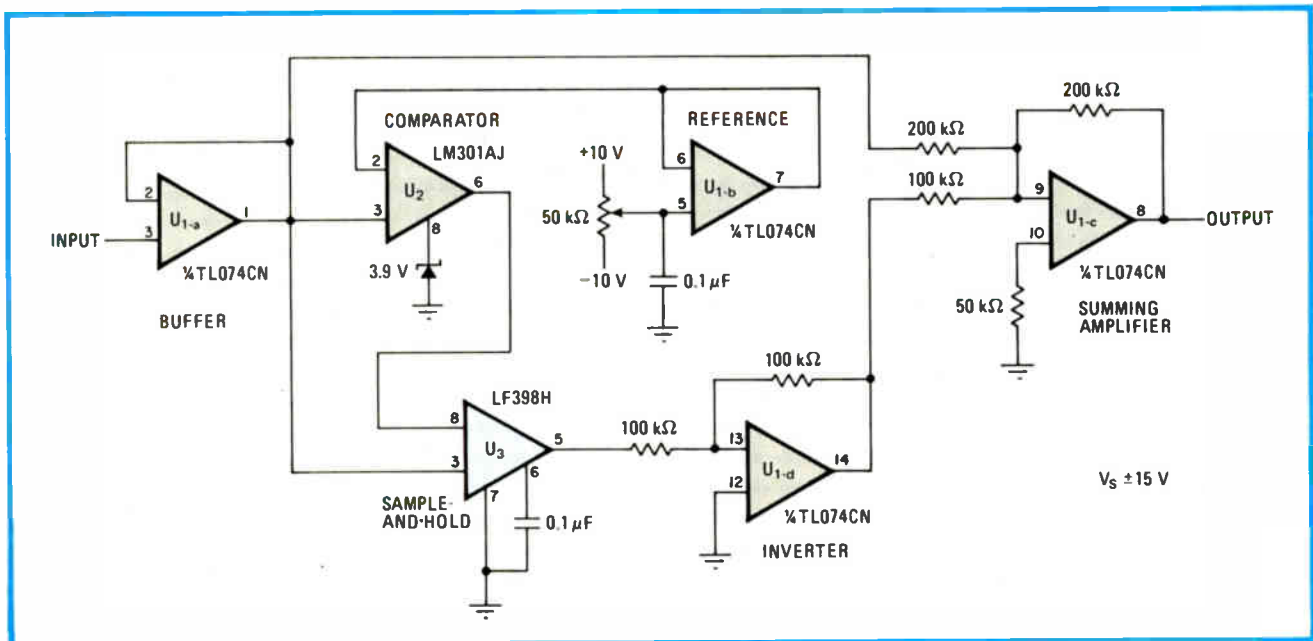 COMPARATOR
LM301AJ
2
6
U2
3
8
3.9 V
REFERENCE
+10 V
50 kΩ
-10 V
6
7
U1-b
5
¼TL074CN
0.1 μF
2
1
U1-a
3
INPUT
¼TL074CN
BUFFER
200 kΩ
200 kΩ
100 kΩ
9
8
U1-c
10
OUTPUT
¼TL074CN
50 kΩ
SUMMING
AMPLIFIER
LF398H
8
5
U3
3
6
7
SAMPLE-
AND-HOLD
0.1 μF
100 kΩ
100 kΩ
13
14
U1-d
12
¼TL074CN
INVERTER
VS ±15 V